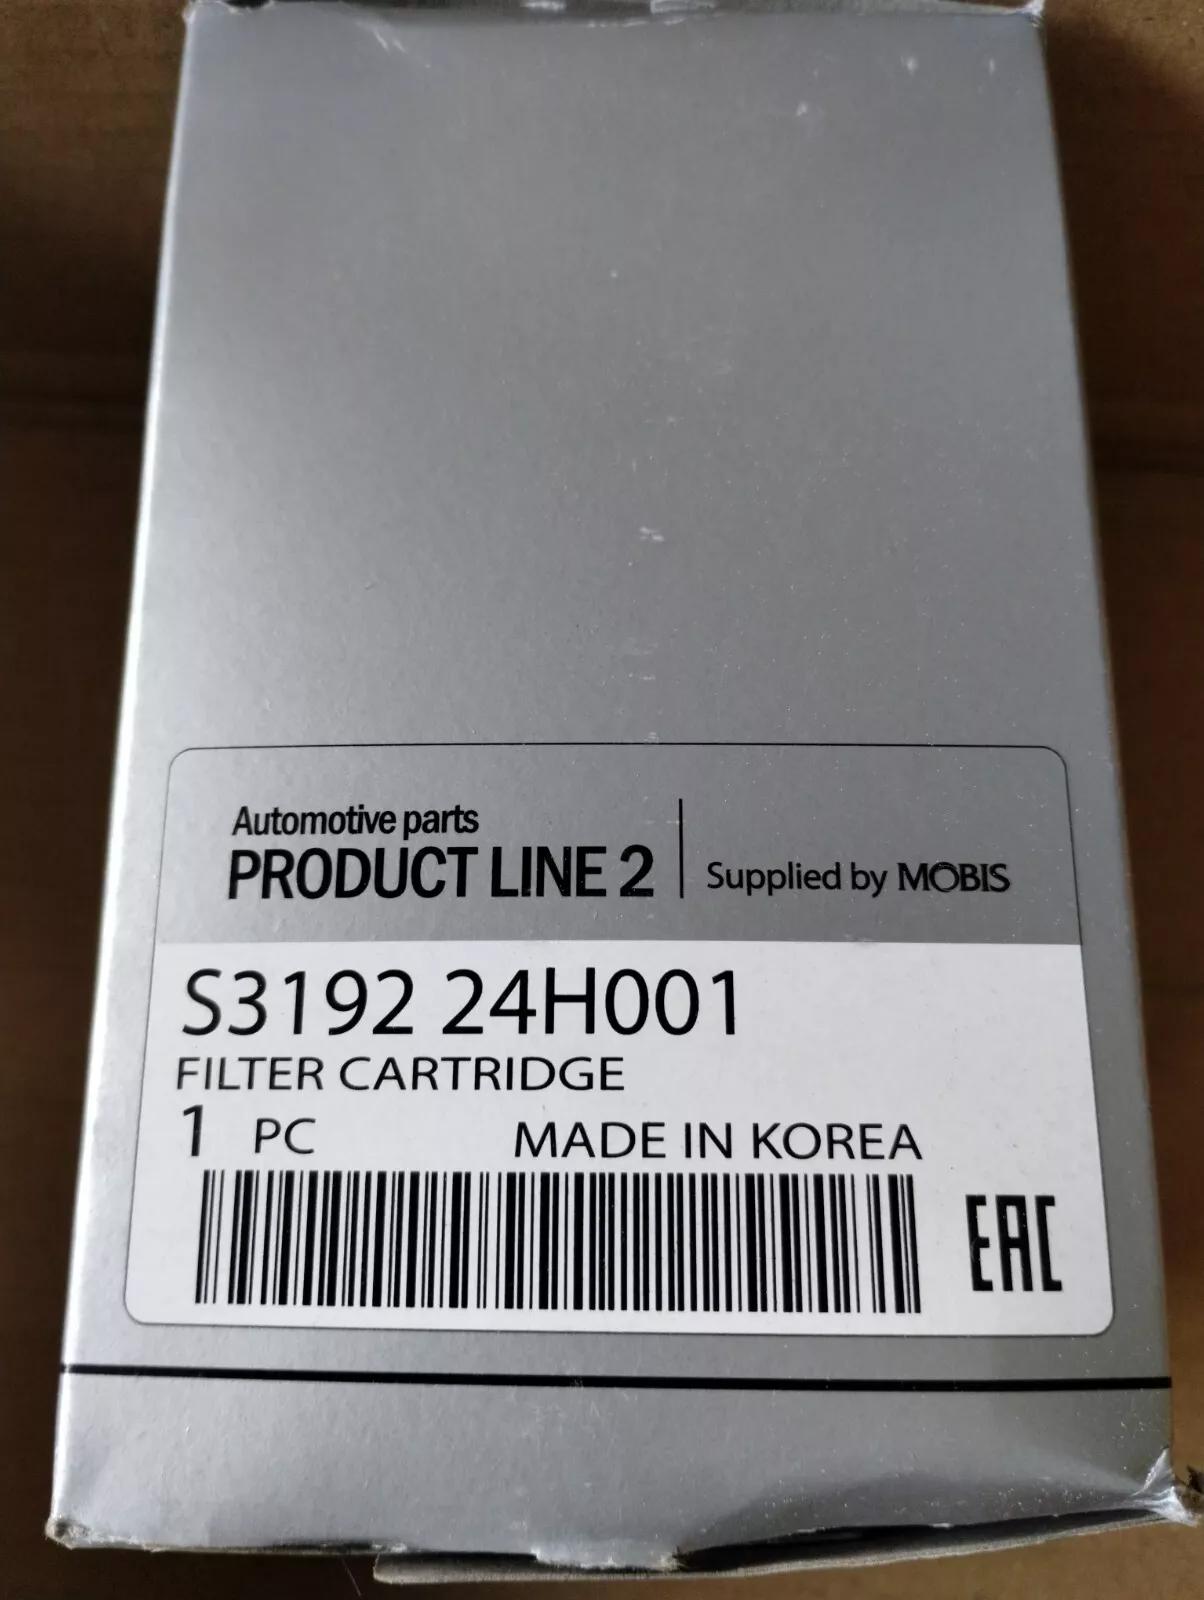 Automotive parts
PRODUCT LINE 2
Supplied by MOBIS
S3192 24H001
FILTER CARTRIDGE
1 PC MADE IN KOREA
EAC